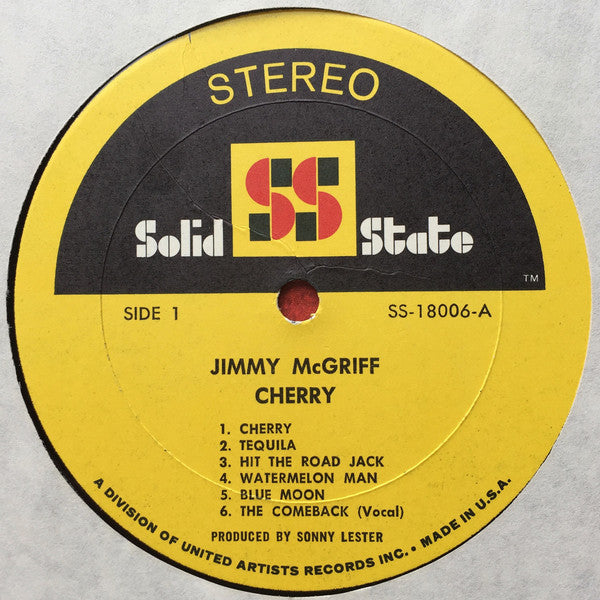 STEREO
Solid SS State
TM
SIDE 1
SS-18006-A
JIMMY McGRIFF
CHERRY
1. CHERRY
2. TEQUILA
3. HIT THE ROAD JACK
4. WATERMELON MAN
5. BLUE MOON
6. THE COMEBACK (Vocal)
PRODUCED BY SONNY LESTER
A DIVISION OF UNITED ARTISTS RECORDS INC. • MADE IN U.S.A.